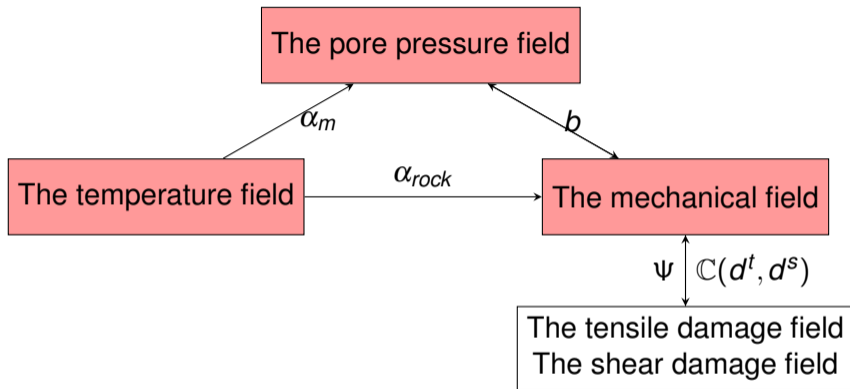 The pore pressure field
αm
b
The temperature field
αrock
The mechanical field
Ψ ℂ(dᵗ, dˢ)
The tensile damage field
The shear damage field